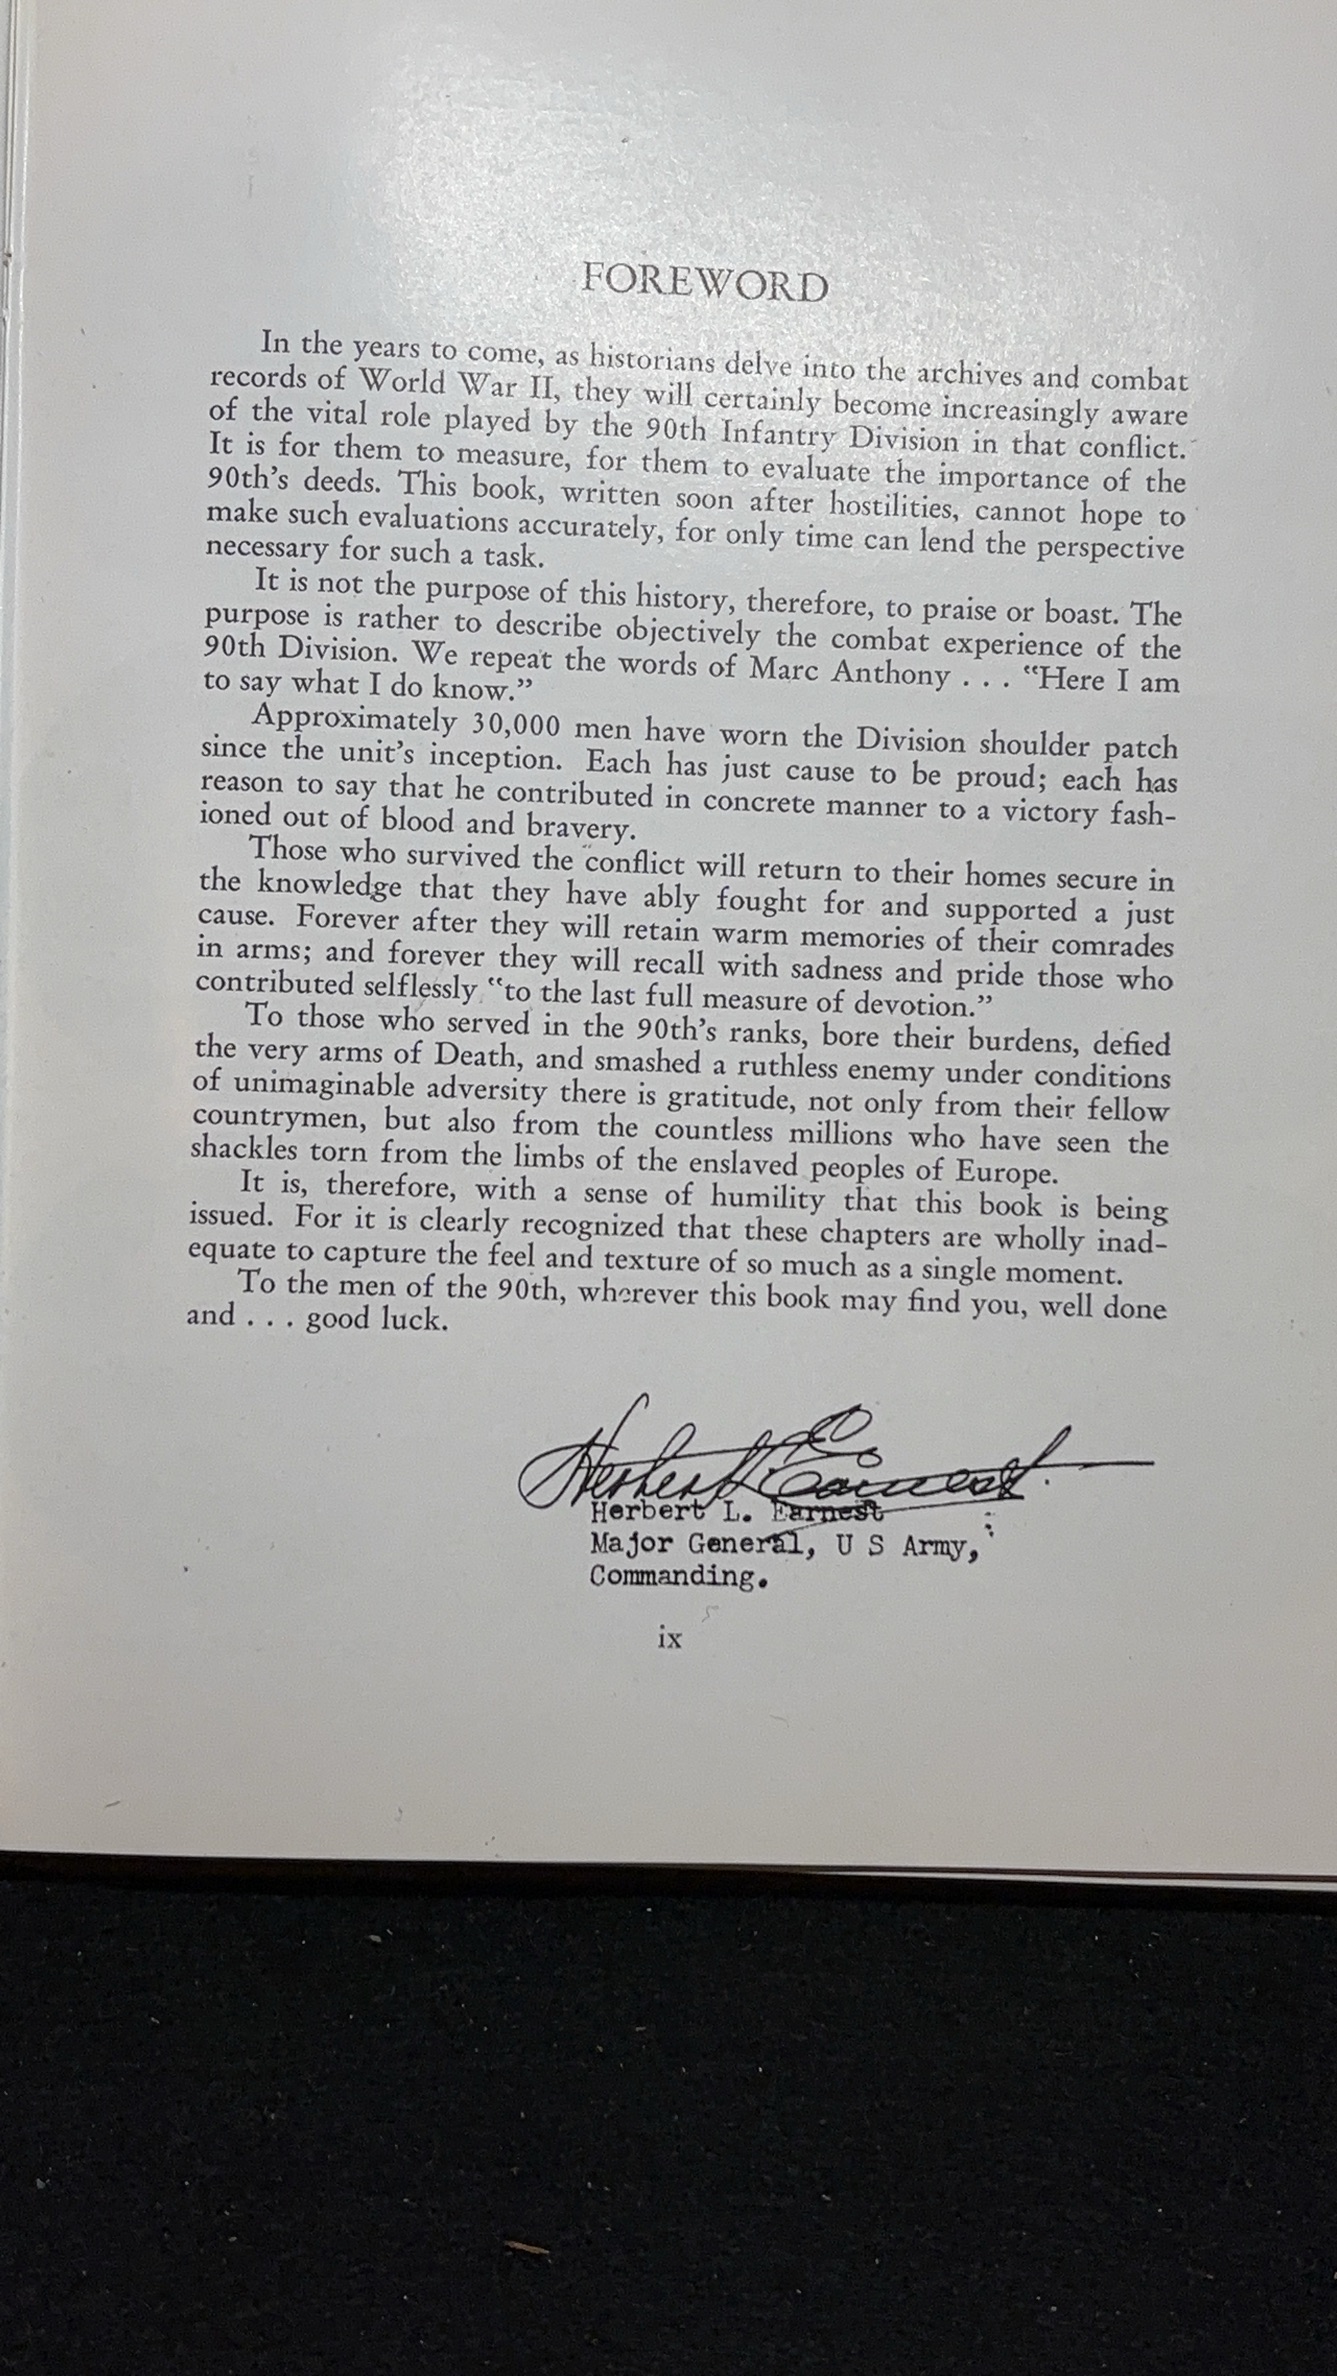 FOREWORD
In the years to come, as historians delve into the archives and combat
records of World War II, they will certainly become increasingly aware
of the vital role played by the 90th Infantry Division in that conflict.
It is for them to measure, for them to evaluate the importance of the
90th's deeds. This book, written soon after hostilities, cannot hope to
make such evaluations accurately, for only time can lend the perspective
necessary for such a task.
It is not the purpose of this history, therefore, to praise or boast. The
purpose is rather to describe objectively the combat experience of the
90th Division. We repeat the words of Marc Anthony . . . "Here I am
to say what I do know."
Approximately 30,000 men have worn the Division shoulder patch
since the unit's inception. Each has just cause to be proud; each has
reason to say that he contributed in concrete manner to a victory fash-
ioned out of blood and bravery.
Those who survived the conflict will return to their homes secure in
the knowledge that they have ably fought for and supported a just
cause. Forever after they will retain warm memories of their comrades
in arms; and forever they will recall with sadness and pride those who
contributed selflessly "to the last full measure of devotion."
To those who served in the 90th's ranks, bore their burdens, defied
the very arms of Death, and smashed a ruthless enemy under conditions
of unimaginable adversity there is gratitude, not only from their fellow
countrymen, but also from the countless millions who have seen the
shackles torn from the limbs of the enslaved peoples of Europe.
It is, therefore, with a sense of humility that this book is being
issued. For it is clearly recognized that these chapters are wholly inad-
equate to capture the feel and texture of so much as a single moment.
To the men of the 90th, wherever this book may find you, well done
and . . . good luck.
Herbert L. Earnest
Herbert L. Earnest
Major General, U S Army,
Commanding.
ix